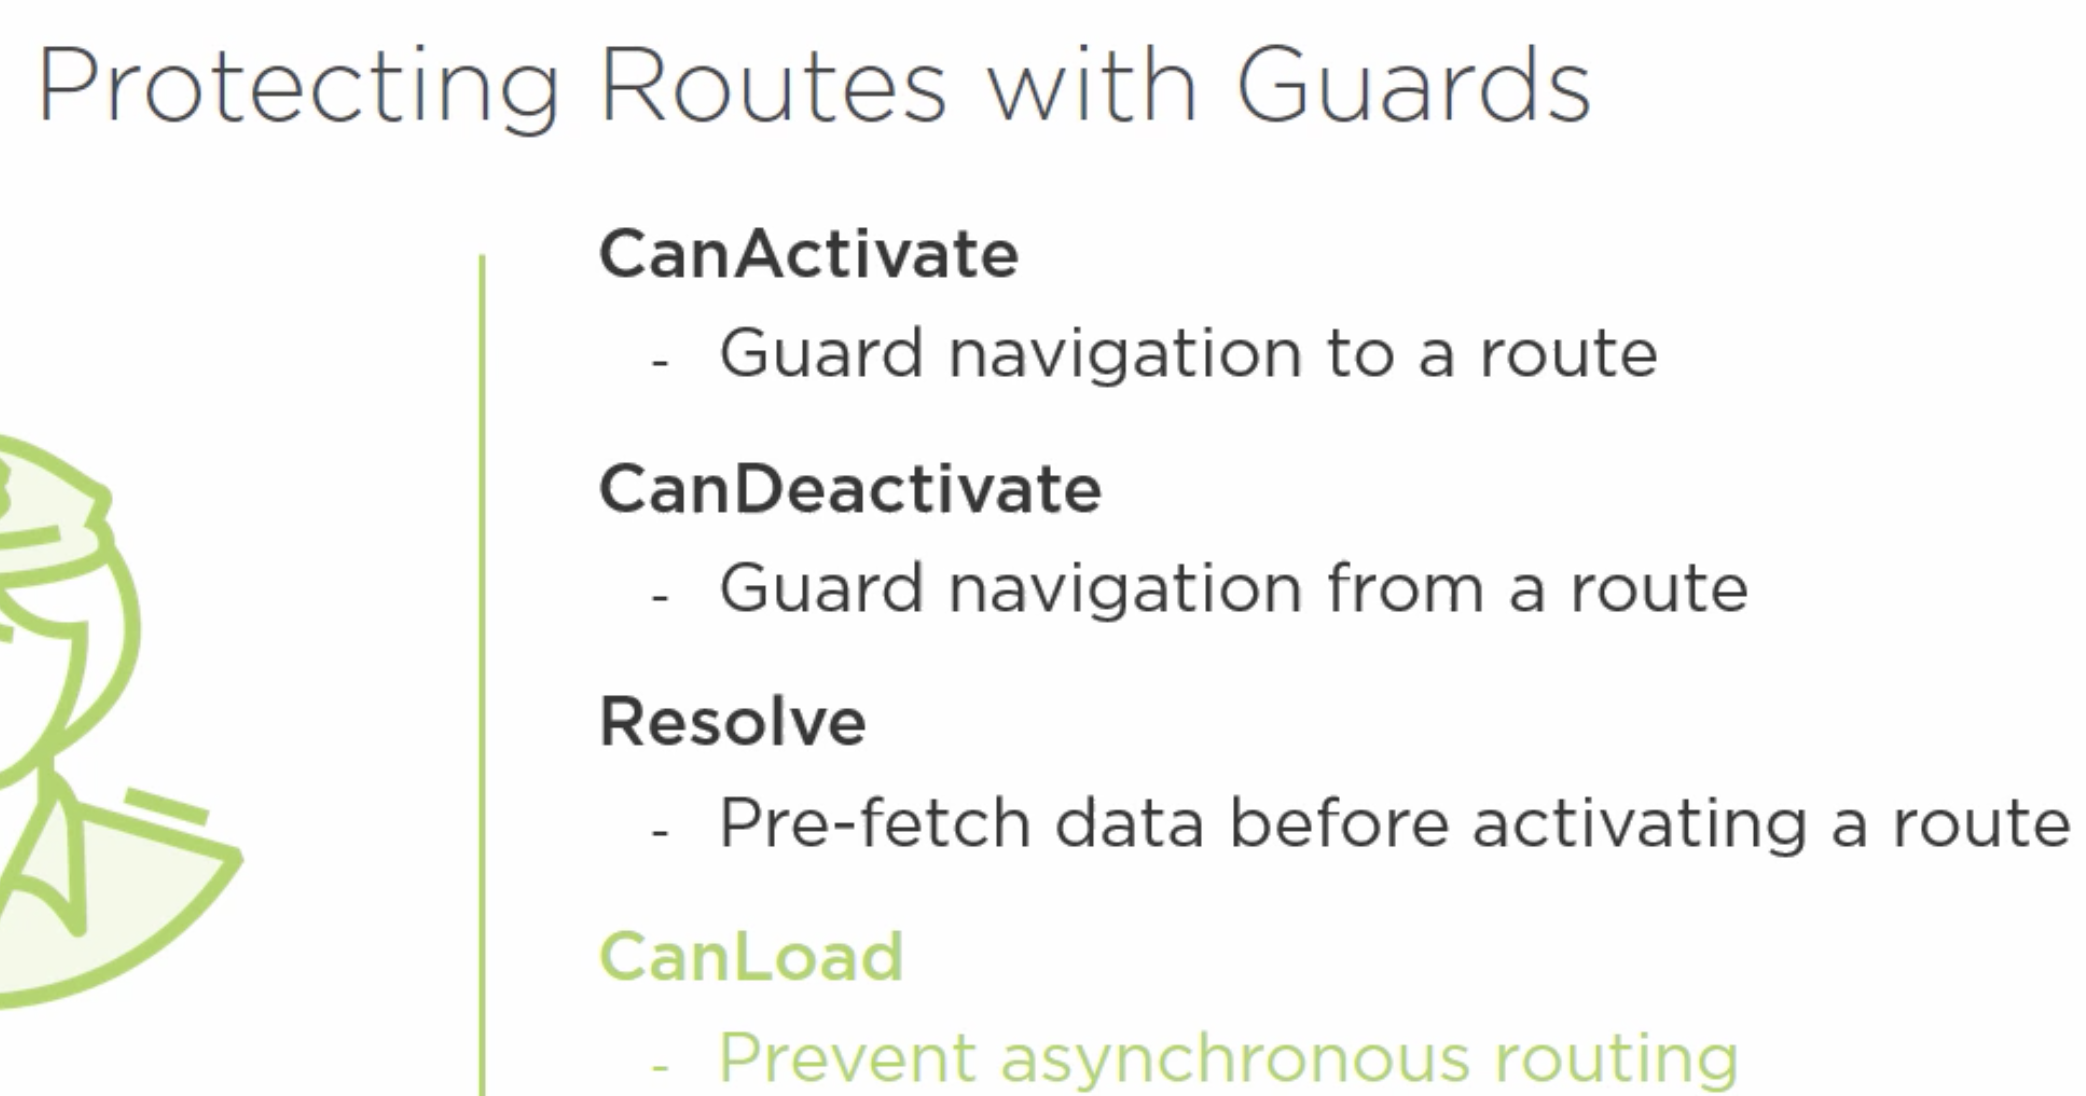 Protecting Routes with Guards
CanActivate
- Guard navigation to a route
CanDeactivate
- Guard navigation from a route
Resolve
- Pre-fetch data before activating a route
CanLoad
- Prevent asynchronous routing